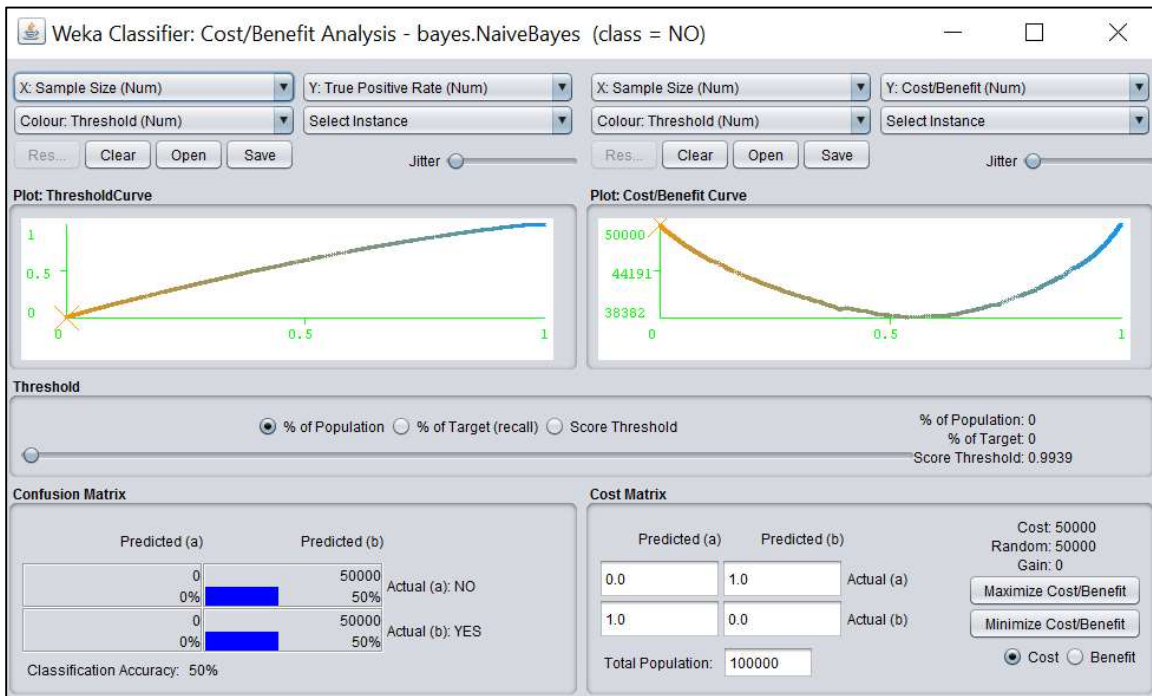 Weka Classifier: Cost/Benefit Analysis - bayes.NaiveBayes (class = NO)
X: Sample Size (Num)
Y: True Positive Rate (Num)
Colour: Threshold (Num)
Select Instance
Res...
Clear
Open
Save
Jitter
X: Sample Size (Num)
Y: Cost/Benefit (Num)
Colour: Threshold (Num)
Select Instance
Res...
Clear
Open
Save
Jitter
Plot: ThresholdCurve
1
0.5
0
0
0.5
1
Plot: Cost/Benefit Curve
50000
44191
38382
0
0.5
1
Threshold
% of Population
% of Target (recall)
Score Threshold
% of Population: 0
% of Target: 0
Score Threshold: 0.9939
Confusion Matrix
Predicted (a) Predicted (b)
0 50000
0% 50%
Actual (a): NO
0 50000
0% 50%
Actual (b): YES
Classification Accuracy: 50%
Cost Matrix
Predicted (a) Predicted (b)
0.0 1.0 Actual (a)
1.0 0.0 Actual (b)
Total Population: 100000
Cost: 50000
Random: 50000
Gain: 0
Maximize Cost/Benefit
Minimize Cost/Benefit
Cost
Benefit